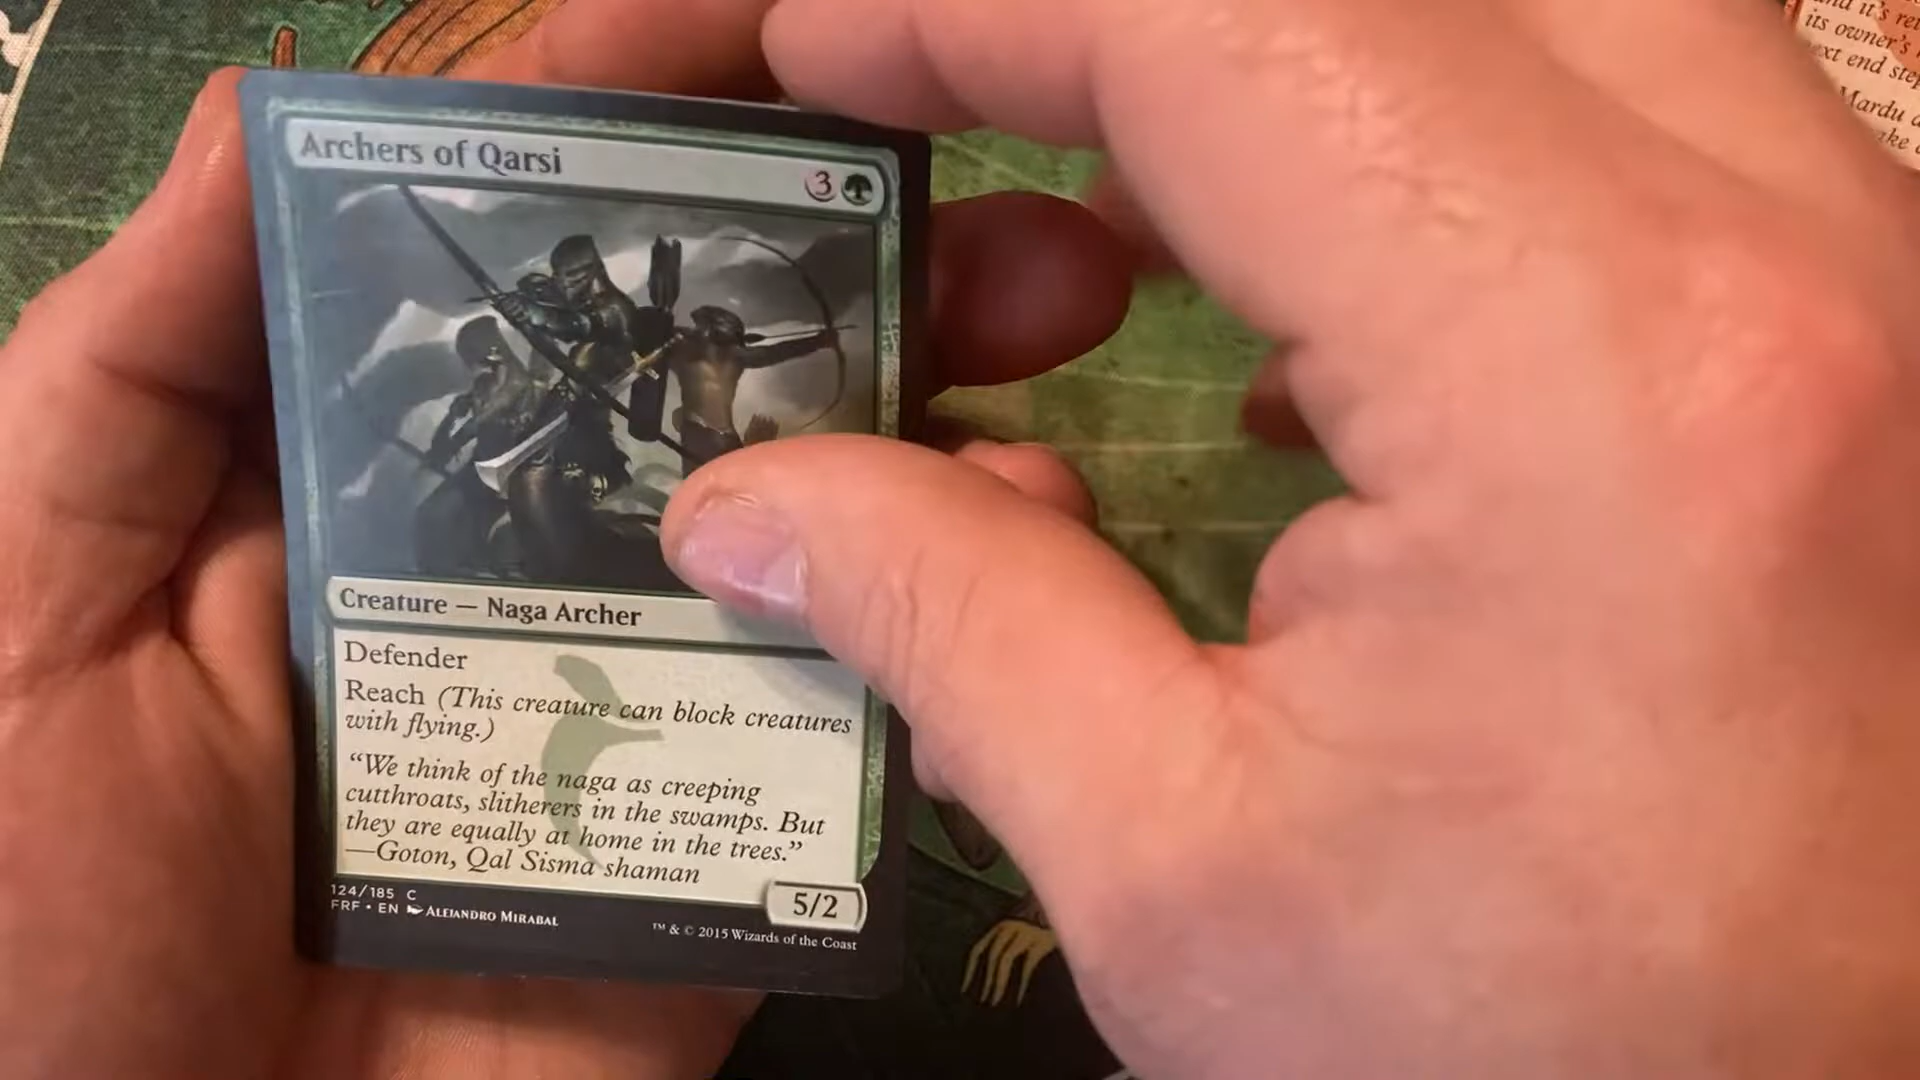 Archers of Qarsi
3
Creature — Naga Archer
Defender
Reach (This creature can block creatures
with flying.)
“We think of the naga as creeping
cutthroats, slitherers in the swamps. But
they are equally at home in the trees.”
—Goton, Qal Sisma shaman
5/2
124/185 C
FRF • EN ALEJANDRO MIRABAL
™ & © 2015 Wizards of the Coast
its owner's
end step
Mardu